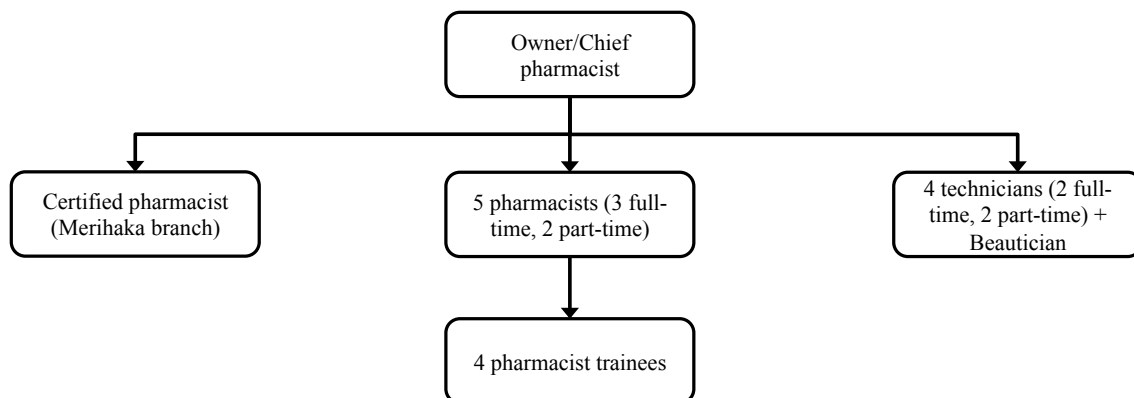 Owner/Chief
pharmacist
Certified pharmacist
(Merihaka branch)
5 pharmacists (3 full-
time, 2 part-time)
4 technicians (2 full-
time, 2 part-time) +
Beautician
4 pharmacist trainees